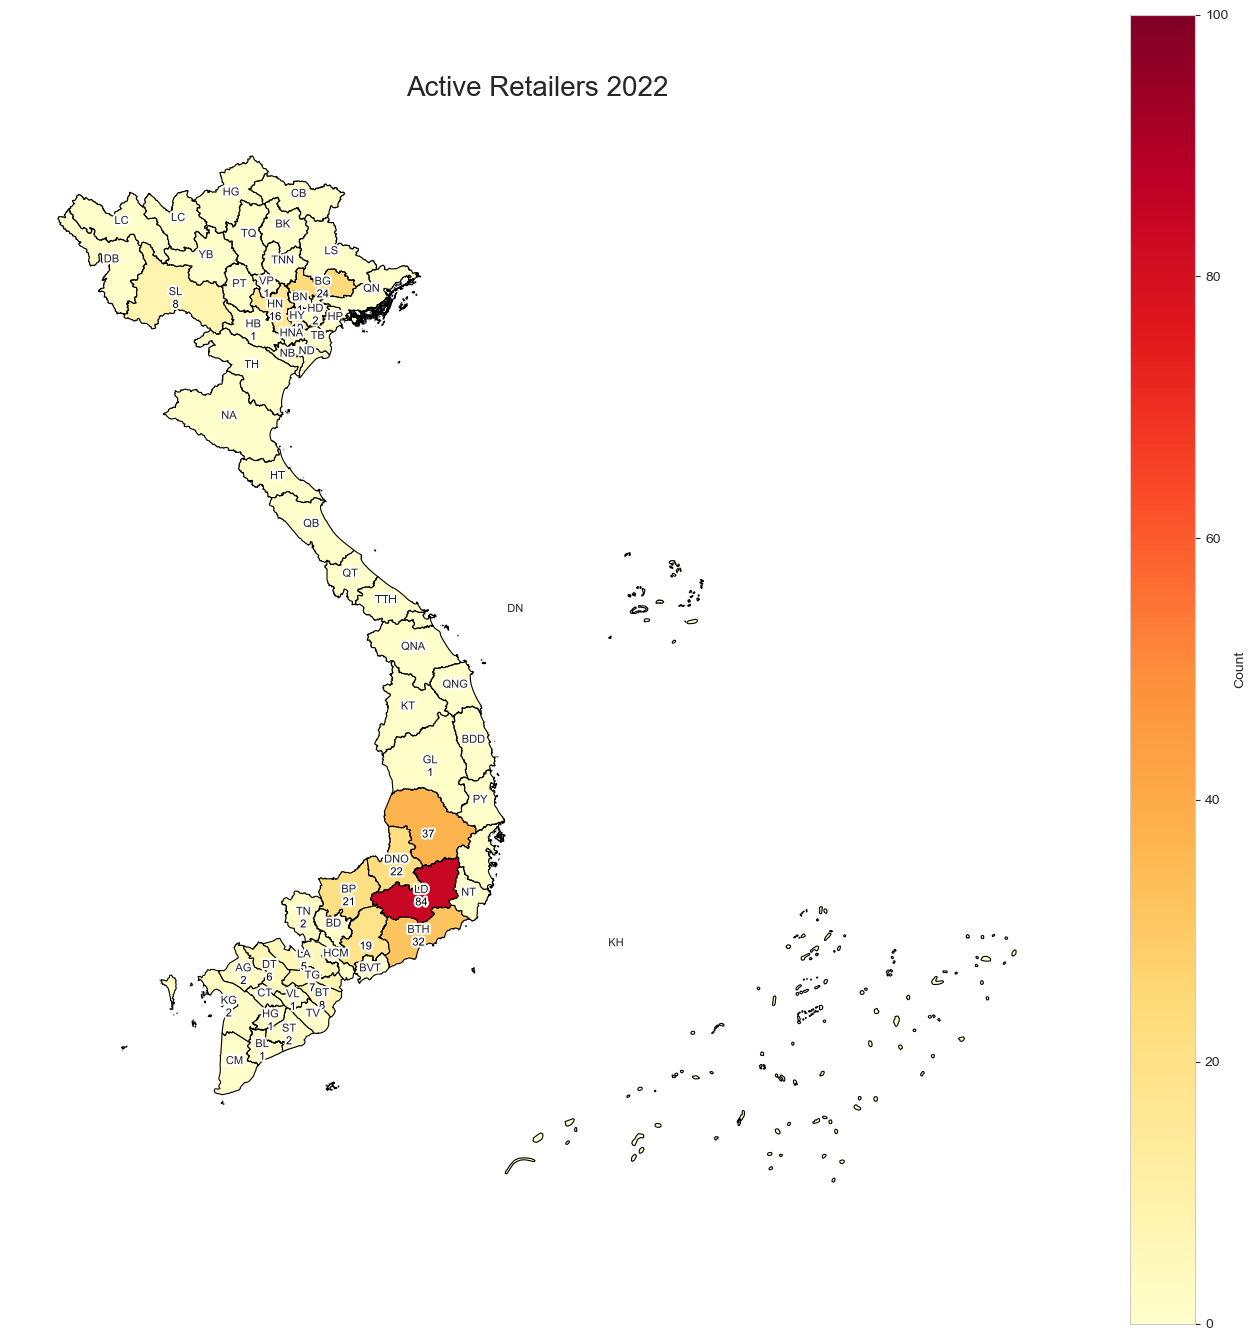 Active Retailers 2022
100
80
60
40
20
0
Count
HG
CB
LC
LC
BK
TQ
LS
YB
DB
TNN
PT
VP
1
BG
24
QN
SL
8
BN
1
HN
16
HD
2
HY
HP
HB
1
HNA
TB
NB
ND
TH
NA
HT
QB
QT
TTH
DN
QNA
QNG
KT
BDD
GL
1
PY
37
DNO
22
BP
21
LD
84
NT
TN
2
BD
BTH
32
KH
19
HCM
LA
5
BVT
DT
6
AG
2
TG
7
CT
VL
1
BT
8
KG
2
HG
1
TV
ST
2
BL
1
CM